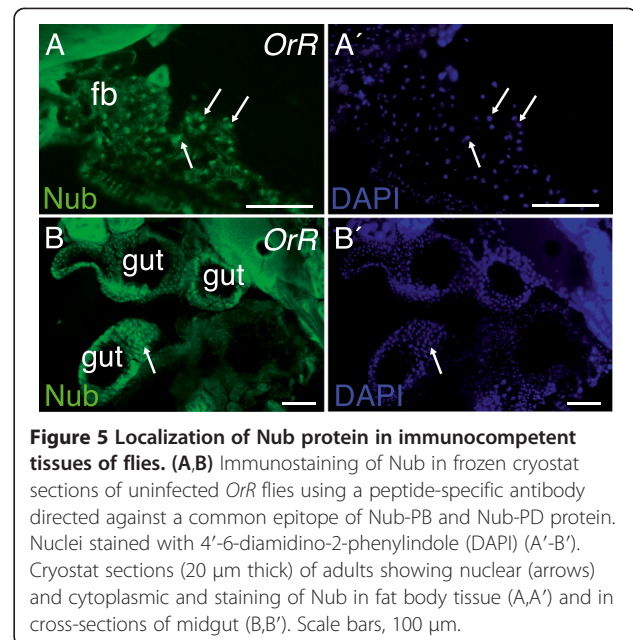 A OrR A′
fb
Nub DAPI
B OrR B′
gut gut
gut
Nub DAPI
Figure 5 Localization of Nub protein in immunocompetent
tissues of flies. (A,B) Immunostaining of Nub in frozen cryostat
sections of uninfected OrR flies using a peptide-specific antibody
directed against a common epitope of Nub-PB and Nub-PD protein.
Nuclei stained with 4′-6-diamidino-2-phenylindole (DAPI) (A′-B′).
Cryostat sections (20 μm thick) of adults showing nuclear (arrows)
and cytoplasmic and staining of Nub in fat body tissue (A,A′) and in
cross-sections of midgut (B,B′). Scale bars, 100 μm.